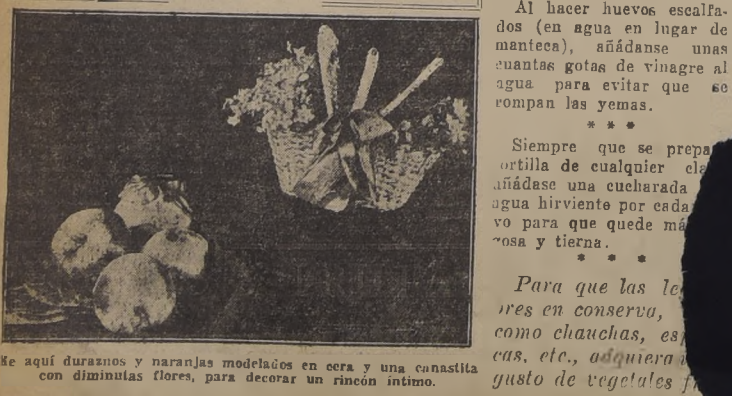 He aquí duraznos y naranjas modelados en cera y una canastita
con diminutas flores, para decorar un rincón íntimo.
Al hacer huevos escalfa-
dos (en agua en lugar de
manteca), añádanse unas
cuantas gotas de vinagre al
agua para evitar que se
rompan las yemas.
* * *
Siempre que se prepa
ortilla de cualquier cla
añádase una cucharada
agua hirviente por cada
vo para que quede má
rosa y tierna.
* * *
Para que las le
res en conserva,
como chauchas, esp
cas, etc., adquiera
gusto de vegetales f